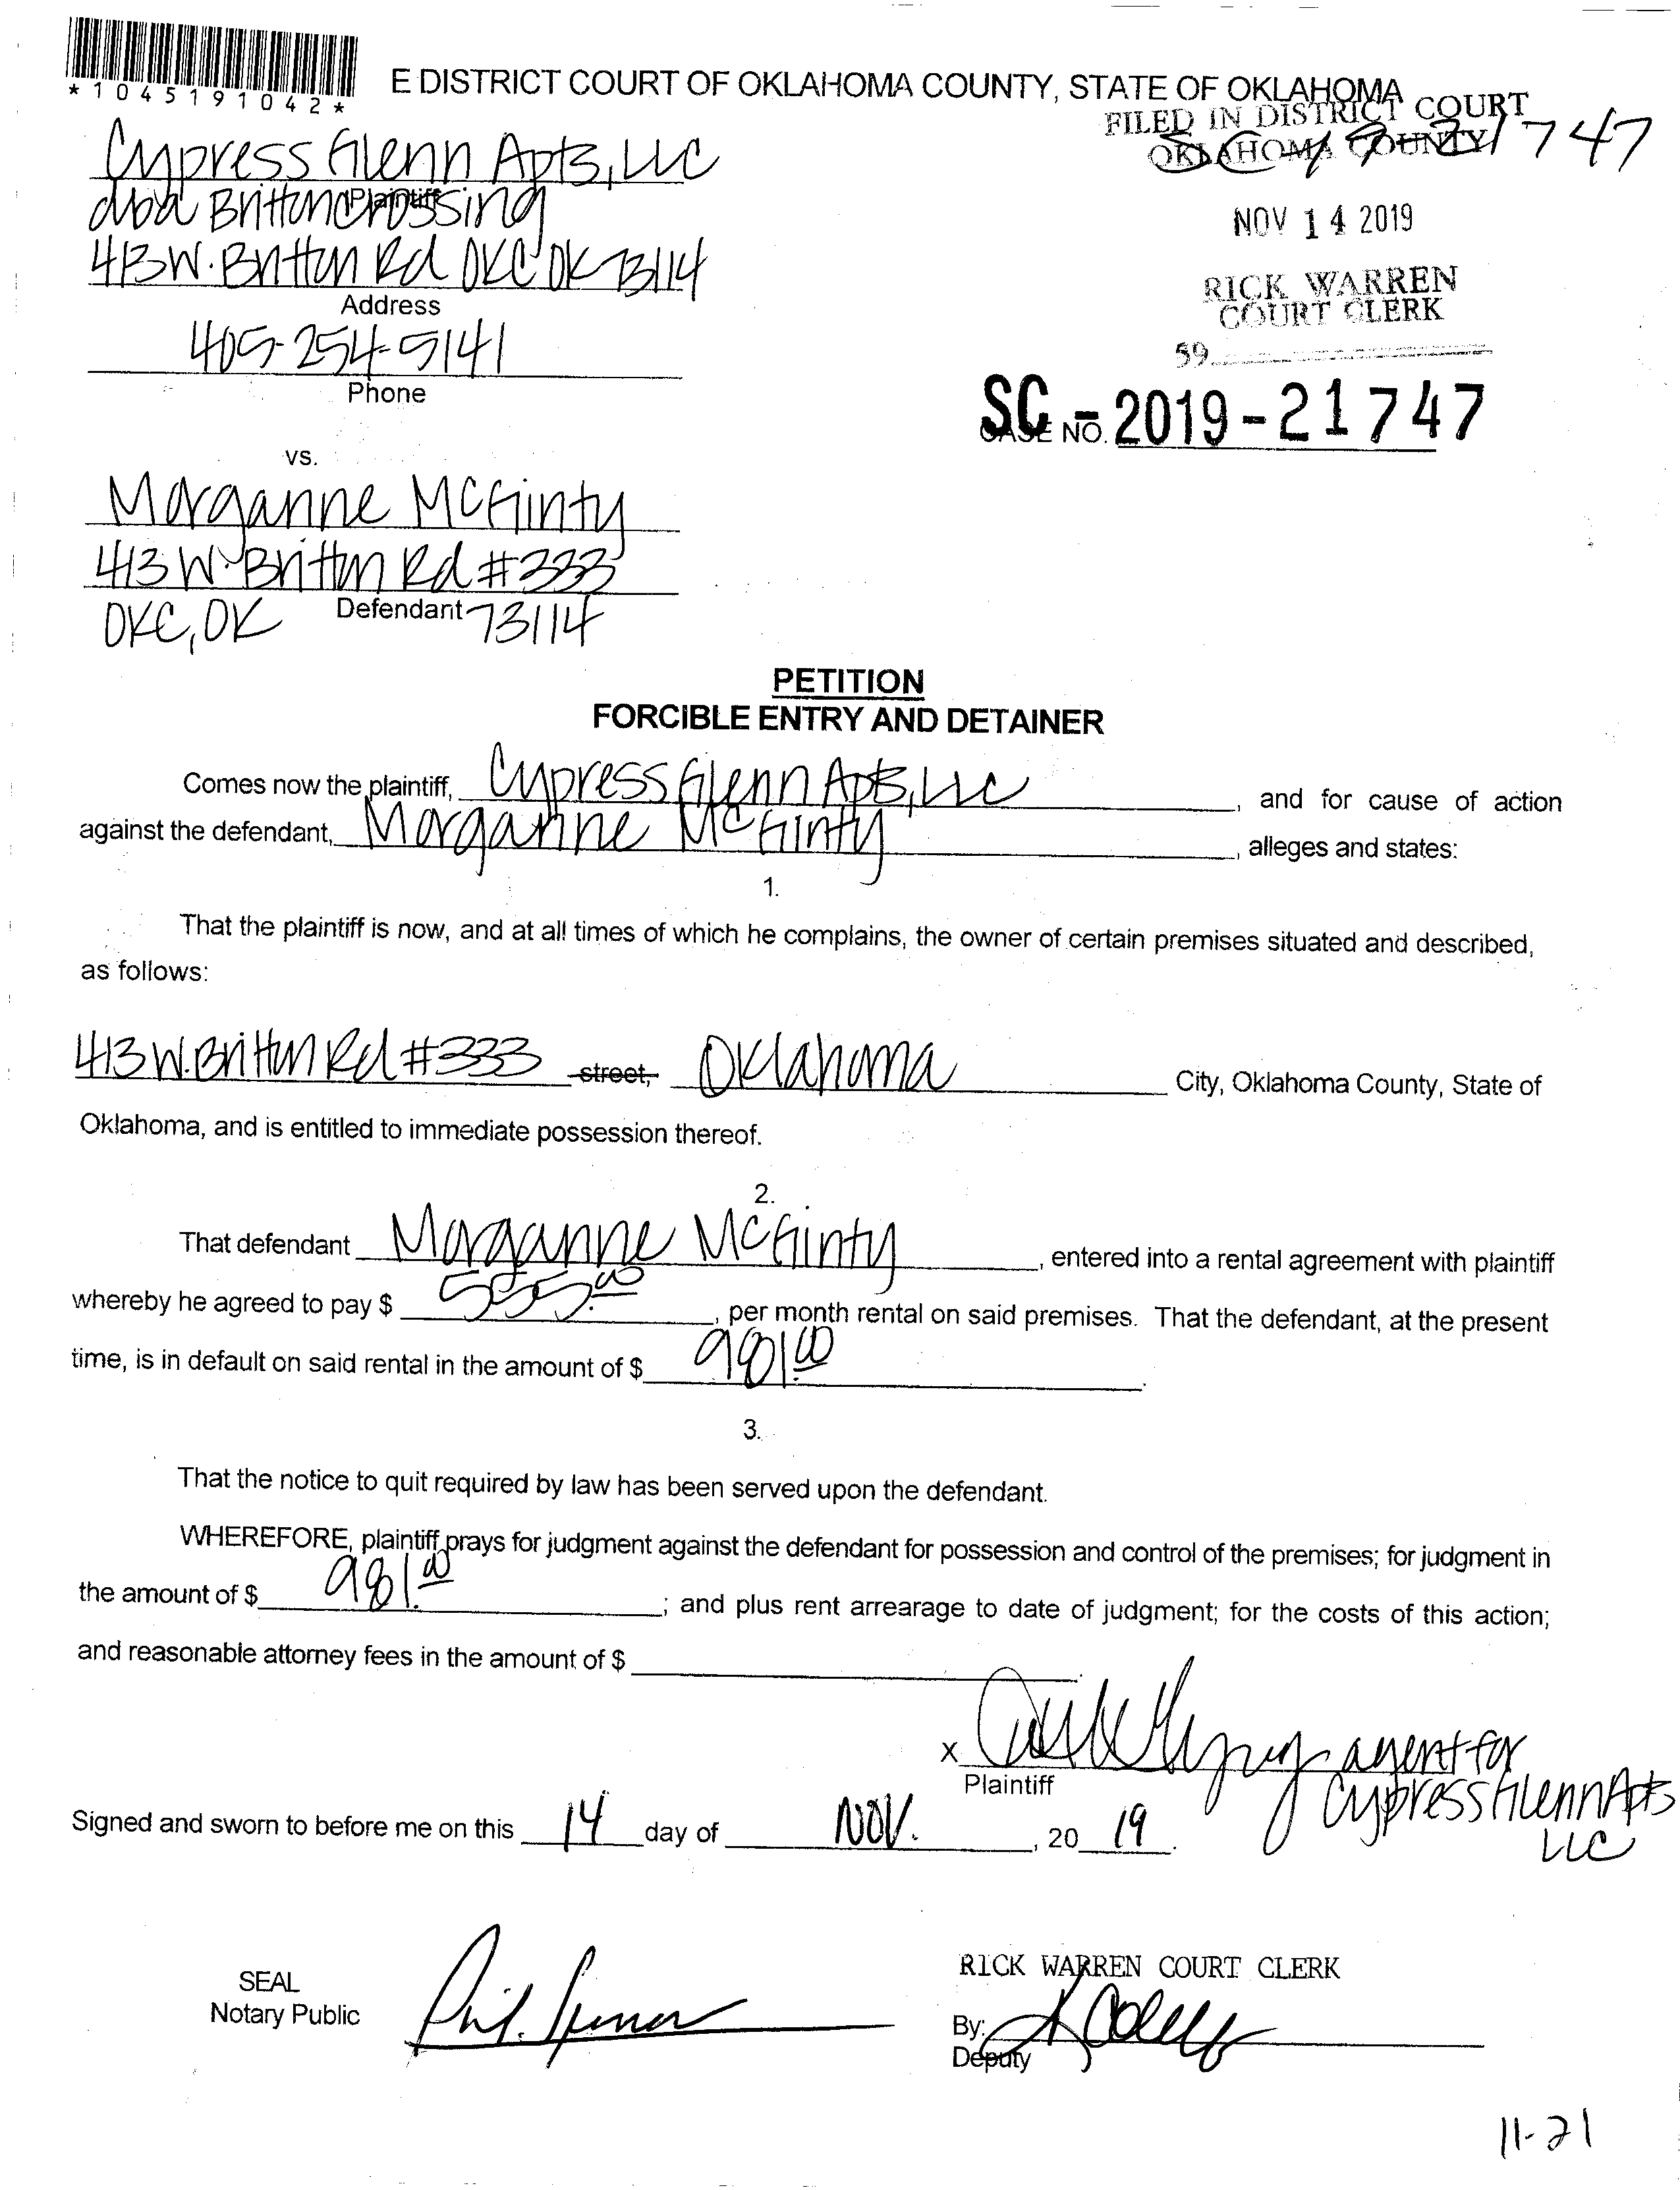 *1045191042*
E DISTRICT COURT OF OKLAHOMA COUNTY, STATE OF OKLAHOMA
FILED IN DISTRICT COURT
OKLAHOMA COUNTY
SC-19-21747
Cypress Glenn Apts, LLC
Plaintiff
dba Britton Crossing
NOV 14 2019
413 W. Britton Rd OKC OK 73114
Address
RICK WARREN
COURT CLERK
405-254-5141
Phone
59
SC-2019-21747
CASE NO.
vs.
Morganne McGinty
413 W. Britton Rd #333
Defendant
OKC, OK 73114
PETITION
FORCIBLE ENTRY AND DETAINER
Comes now the plaintiff, Cypress Glenn Apts, LLC, and for cause of action
against the defendant, Morganne McGinty, alleges and states:
1.
That the plaintiff is now, and at all times of which he complains, the owner of certain premises situated and described,
as follows:
413 W. Britton Rd #333 street, Oklahoma City, Oklahoma County, State of
Oklahoma, and is entitled to immediate possession thereof.
2.
That defendant Morganne McGinty, entered into a rental agreement with plaintiff
whereby he agreed to pay $ 555.00, per month rental on said premises. That the defendant, at the present
time, is in default on said rental in the amount of $ 981.00.
3.
That the notice to quit required by law has been served upon the defendant.
WHEREFORE, plaintiff prays for judgment against the defendant for possession and control of the premises; for judgment in
the amount of $ 981.00; and plus rent arrearage to date of judgment; for the costs of this action;
and reasonable attorney fees in the amount of $
X agent for
Plaintiff
Cypress Glenn Apts
LLC
Signed and sworn to before me on this 14 day of Nov., 2019.
RICK WARREN COURT CLERK
SEAL
Notary Public
By:
Deputy
11-21